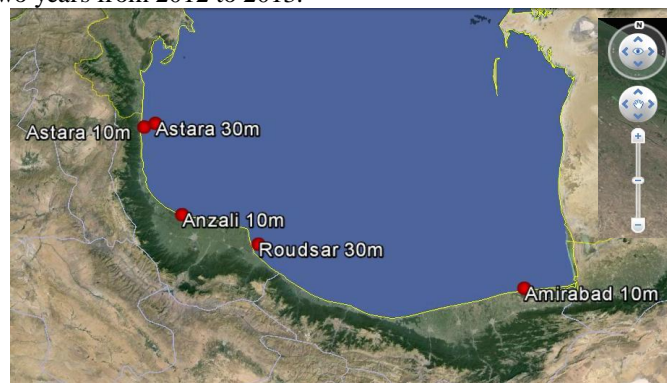 two years from 2012 to 2013.
N
Astara 10m
Astara 30m
Anzali 10m
Roudsar 30m
Amirabad 10m